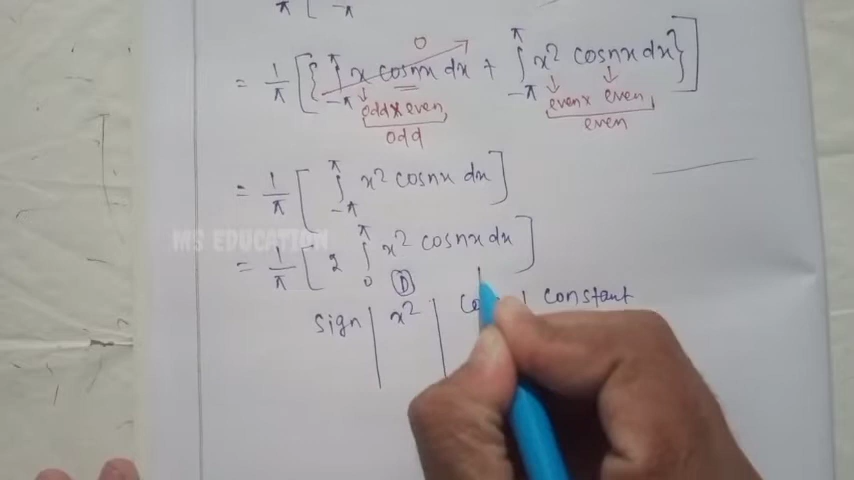 π [ -π
= 1/π [ { ∫_{-π}^{π} x cosnx dx + ∫_{-π}^{π} x² cosnx dx } ]
0
odd x even
even x even
odd
even
= 1/π [ ∫_{-π}^{π} x² cosnx dx ]
MS EDUCATION
= 1/π [ 2 ∫_{0}^{π} x² cosnx dx ]
D
sign | x² | constant